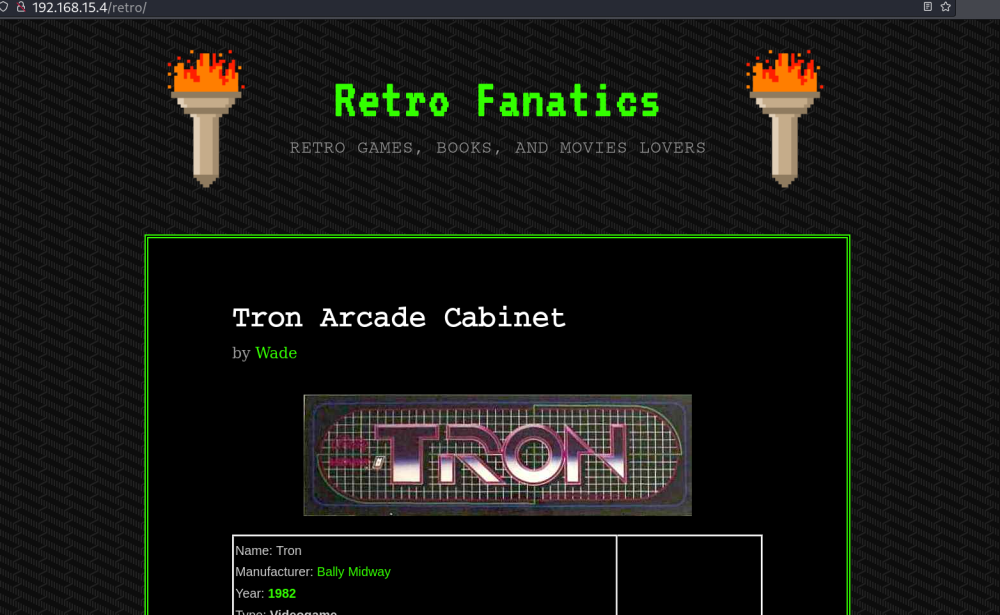 192.168.15.4/retro/
Retro Fanatics
RETRO GAMES, BOOKS, AND MOVIES LOVERS
Tron Arcade Cabinet
by Wade
TRON
Name: Tron
Manufacturer: Bally Midway
Year: 1982
Type: Videogame